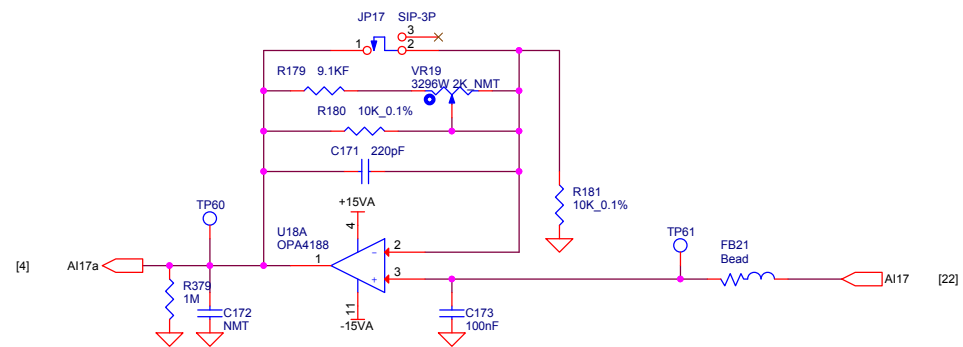 JP17 SIP-3P
3
1 2
R179 9.1KF VR19
3296W 2K_NMT
R180 10K_0.1%
C171 220pF
R181
10K_0.1%
+15VA
TP60
4
U18A
OPA4188
TP61
FB21
Bead
2
-
[4] AI17a 1
+
3
AI17 [22]
R379
1M
C172
NMT
11
-15VA
C173
100nF